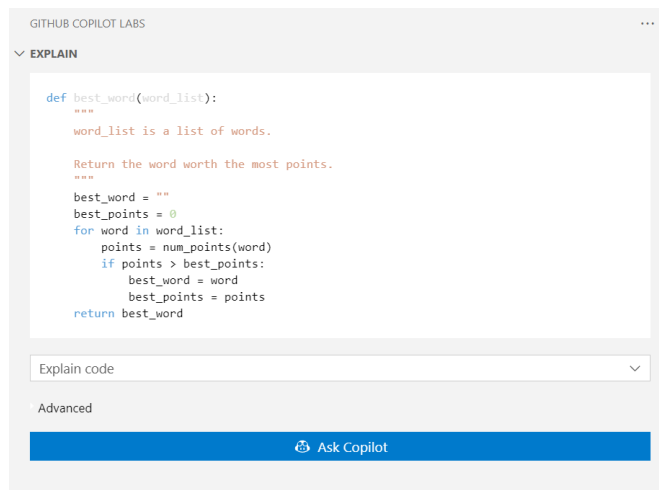 GITHUB COPILOT LABS ...
EXPLAIN
def best_word(word_list):
    """
    word_list is a list of words.

    Return the word worth the most points.
    """
    best_word = ""
    best_points = 0
    for word in word_list:
        points = num_points(word)
        if points > best_points:
            best_word = word
            best_points = points
    return best_word
Explain code
Advanced
Ask Copilot